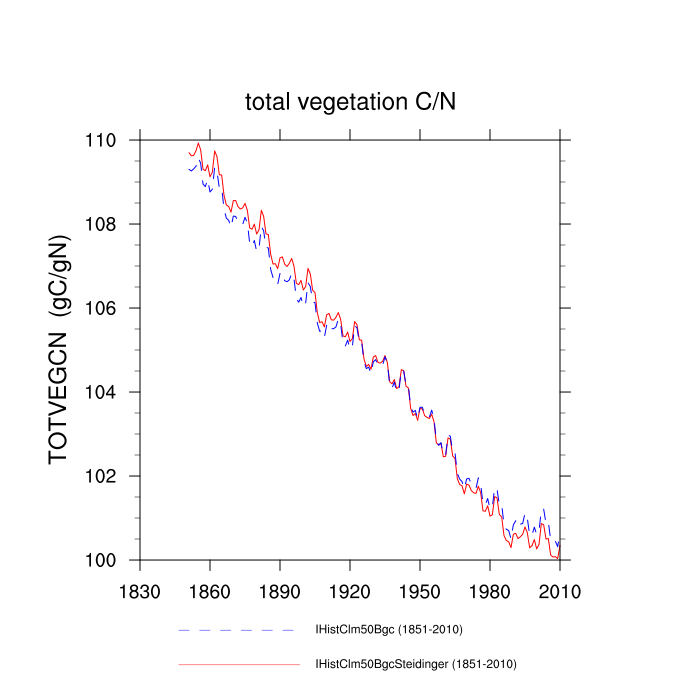 total vegetation C/N
TOTVEGCN (gC/gN)
110
108
106
104
102
100
1830 1860 1890 1920 1950 1980 2010
IHistClm50Bgc (1851-2010)
IHistClm50BgcSteidinger (1851-2010)